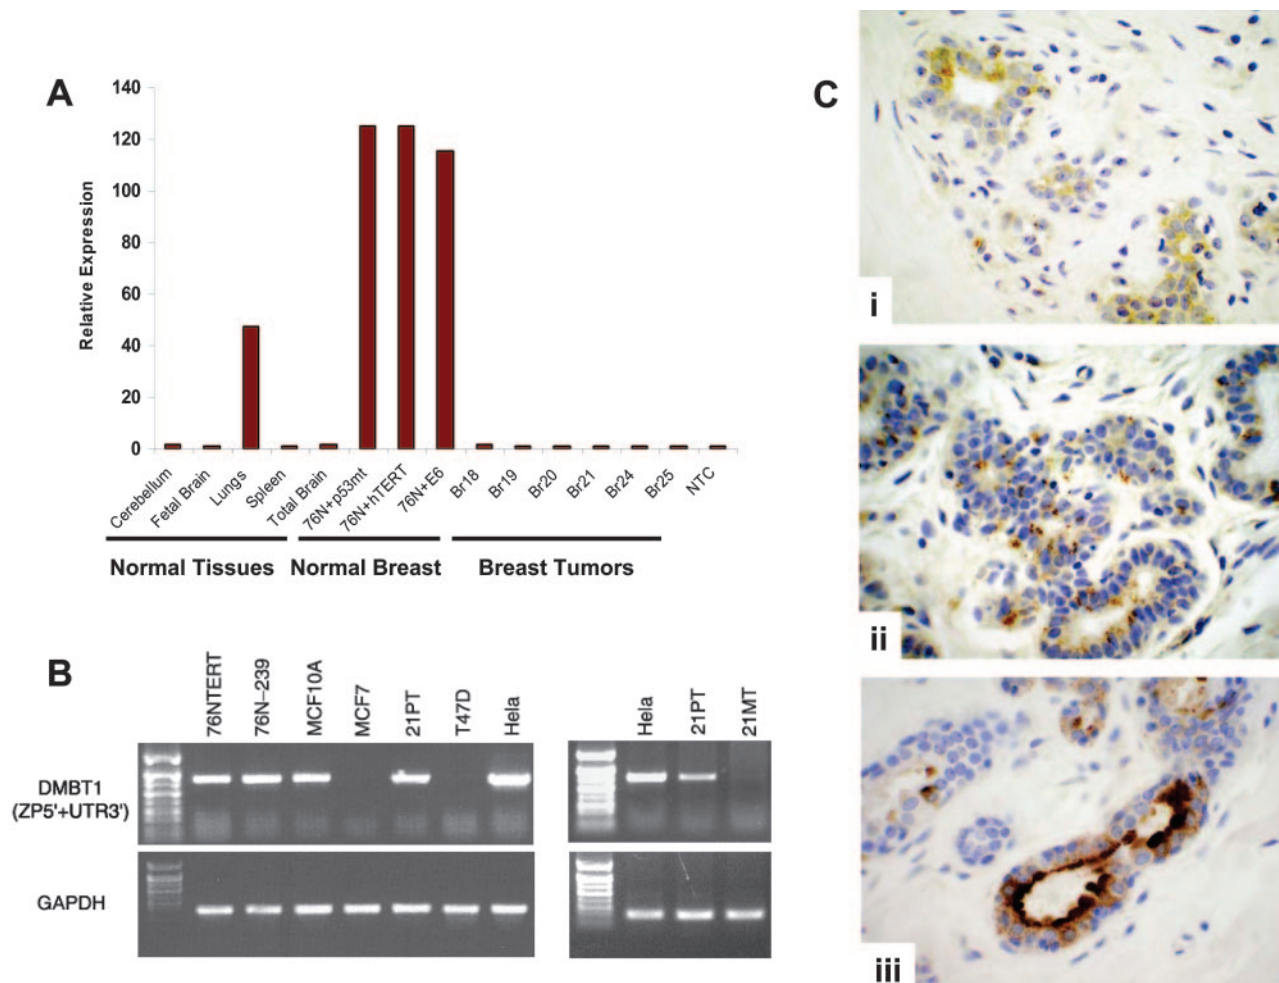 A
140
120
100
80
60
40
20
0
Relative Expression
Cerebellum
Fetal Brain
Lungs
Spleen
Total Brain
76N+p53mt
76N+hTERT
76N+E6
Br18
Br19
Br20
Br21
Br24
Br25
NTC
Normal Tissues
Normal Breast
Breast Tumors
B
76NTERT
76N–239
MCF10A
MCF7
21PT
T47D
Hela
Hela
21PT
21MT
DMBT1
(ZP5'+UTR3')
GAPDH
C
i
ii
iii